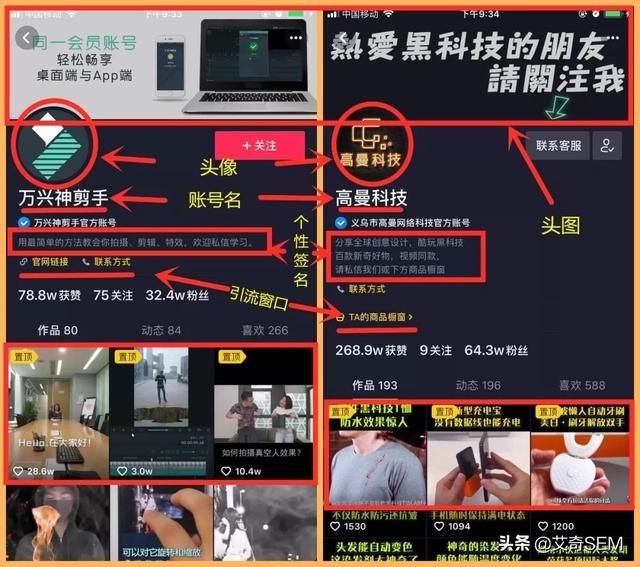 中国移动
下午9:33
同一会员账号
轻松畅享
桌面端与App端
+ 关注
万兴神剪手
万兴神剪手官方账号
用最简单的方法教会你拍摄、剪辑、特效，欢迎私信学习。
官网链接
联系方式
78.8w获赞
75关注
32.4w粉丝
作品 80
动态 84
喜欢 266
置顶
置顶
置顶
Hello,在大家好!
如何拍摄真空人效果?
28.6w
3.0w
10.4w
可以对它旋转和缩放
头像
账号名
个性签名
引流窗口
头图
中国移动
下午9:34
熱愛黑科技的朋友
請關注我
高曼科技
联系客服
高曼科技
义乌市高曼网络科技官方账号
分享全球创意设计，酷玩黑科技
百款新奇好物，视频同款，
请私信我们或下方商品橱窗
联系方式
TA的商品橱窗
268.9w获赞
9关注
64.3w粉丝
作品 193
动态 196
喜欢 588
置顶
置顶
置顶
黑科技T恤
防水效果惊人
新型充电宝
没有数据线也能充电
被懒人自动牙刷
美白，刷牙解放双手
不仅防水防污还抗皱
手机随时保持满电状态
1530
1094
1200
头发能自动变色
神奇的染发
头条 @艾奇SEM